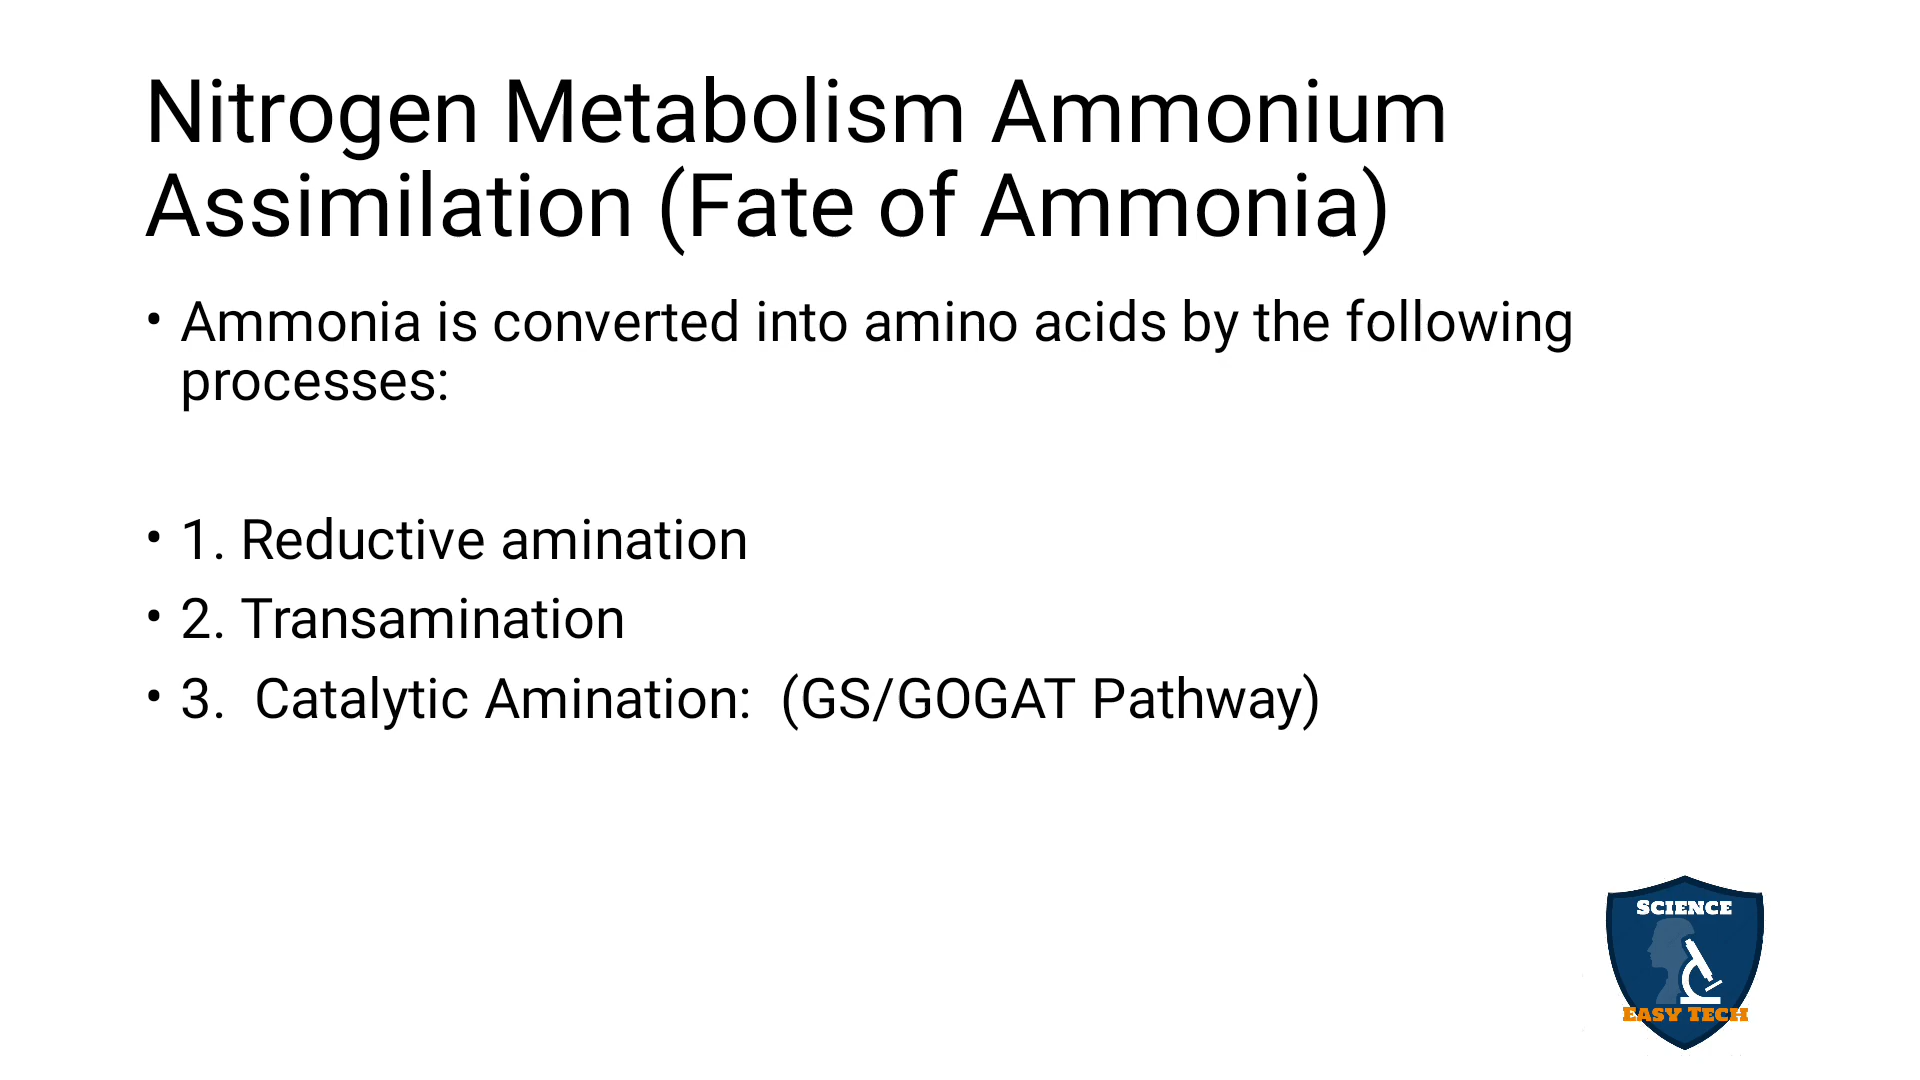 Nitrogen Metabolism Ammonium
Assimilation (Fate of Ammonia)
• Ammonia is converted into amino acids by the following
processes:
• 1. Reductive amination
• 2. Transamination
• 3.  Catalytic Amination:  (GS/GOGAT Pathway)
SCIENCE
EASY TECH